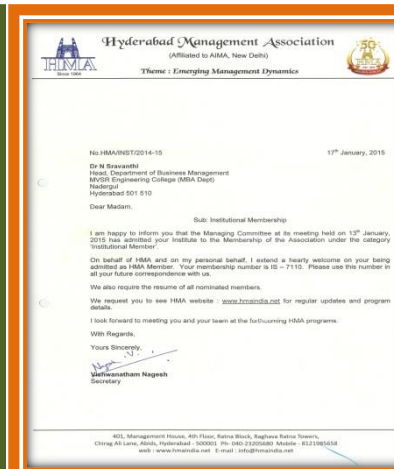 Hyderabad Management Association
(Affiliated to AIMA, New Delhi)
Theme : Emerging Management Dynamics
HMA
Since 1964
50
HMA
No.HMA/INST/2014-15
17th January, 2015
Dr N Sravanthi
Head, Department of Business Management
MVSR Engineering College (MBA Dept)
Nadergul
Hyderabad 501 510
Dear Madam.
Sub: Institutional Membership
I am happy to inform you that the Managing Committee at its meeting held on 13th January,
2015 has admitted your Institute to the Membership of the Association under the category
'Institutional Member'.
On behalf of HMA and on my personal behalf, I extend a hearty welcome on your being
admitted as HMA Member. Your membership number is IS – 7110. Please use this number in
all your future correspondence with us.
We also require the resume of all nominated members.
We request you to see HMA website : www.hmaindia.net for regular updates and program
details.
I look forward to meeting you and your team at the forthcoming HMA programs.
With Regards,
Yours Sincerely,
Vishwanatham Nagesh
Secretary
401, Management House, 4th Floor, Ratna Block, Raghava Ratna Towers,
Chirag Ali Lane, Abids, Hyderabad - 500001 Ph- 040-23205680 Mobile - 8121985658
web : www.hmaindia.net E-mail : info@hmaindia.net